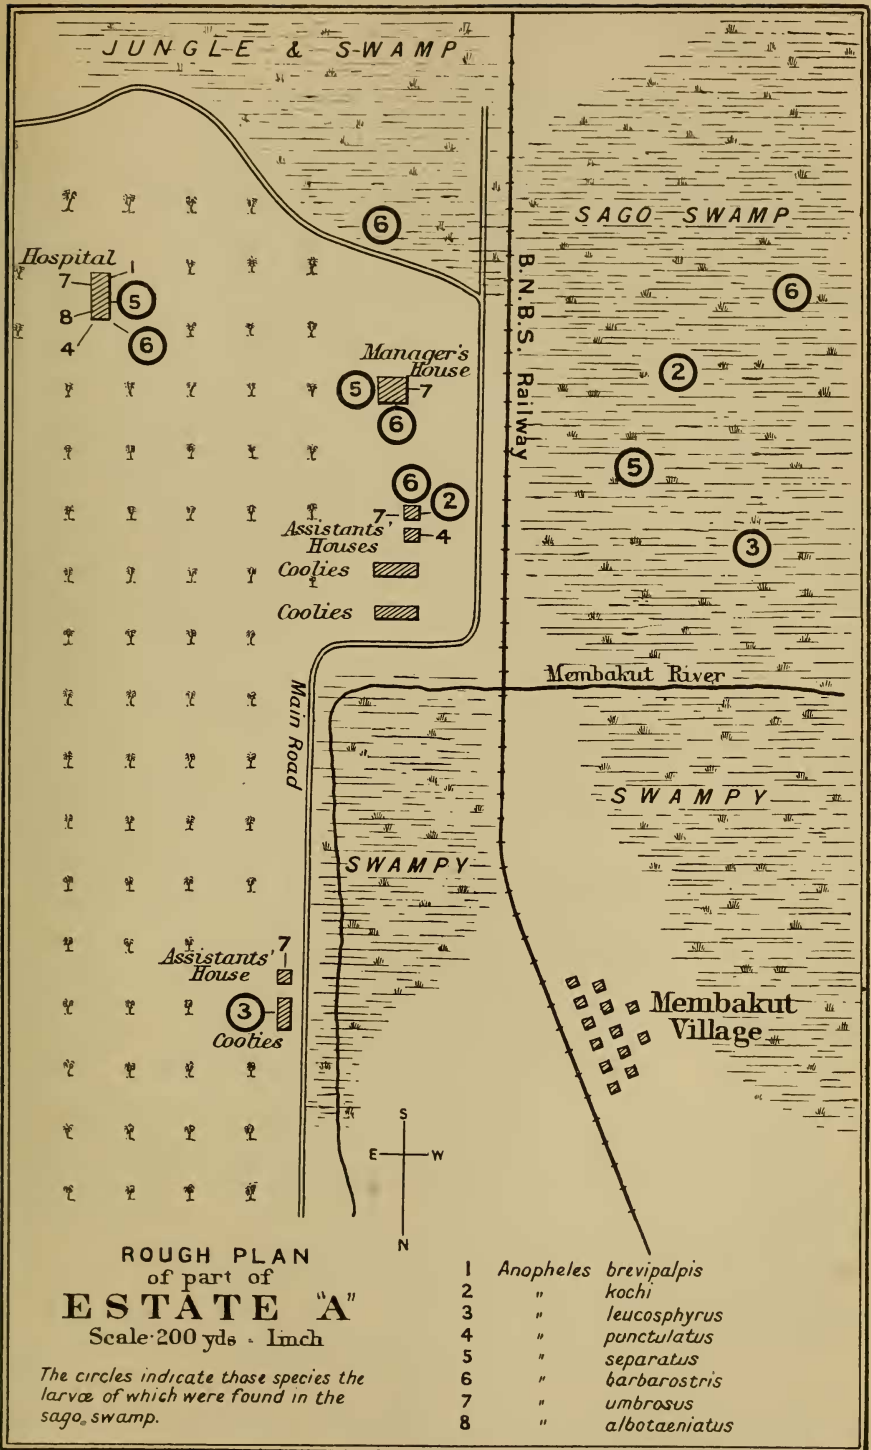 JUNGLE & SWAMP
SAGO SWAMP
6
6
Hospital
7
1
5
8
4
6
B. N. B. S. Railway
2
Manager's
House
5
7
6
5
6
2
7
Assistants'
Houses
4
3
Coolies
Coolies
Membakut River
Main Road
SWAMPY
SWAMPY
7
Assistants'
House
3
Coolies
Membakut
Village
S
E W
N
ROUGH PLAN
of part of
ESTATE "A"
Scale·200 yds - 1inch
The circles indicate those species the
larvæ of which were found in the
sago swamp.
1 Anopheles brevipalpis
2 " kochi
3 " leucosphyrus
4 " punctulatus
5 " separatus
6 " barbarostris
7 " umbrosus
8 " albotaeniatus